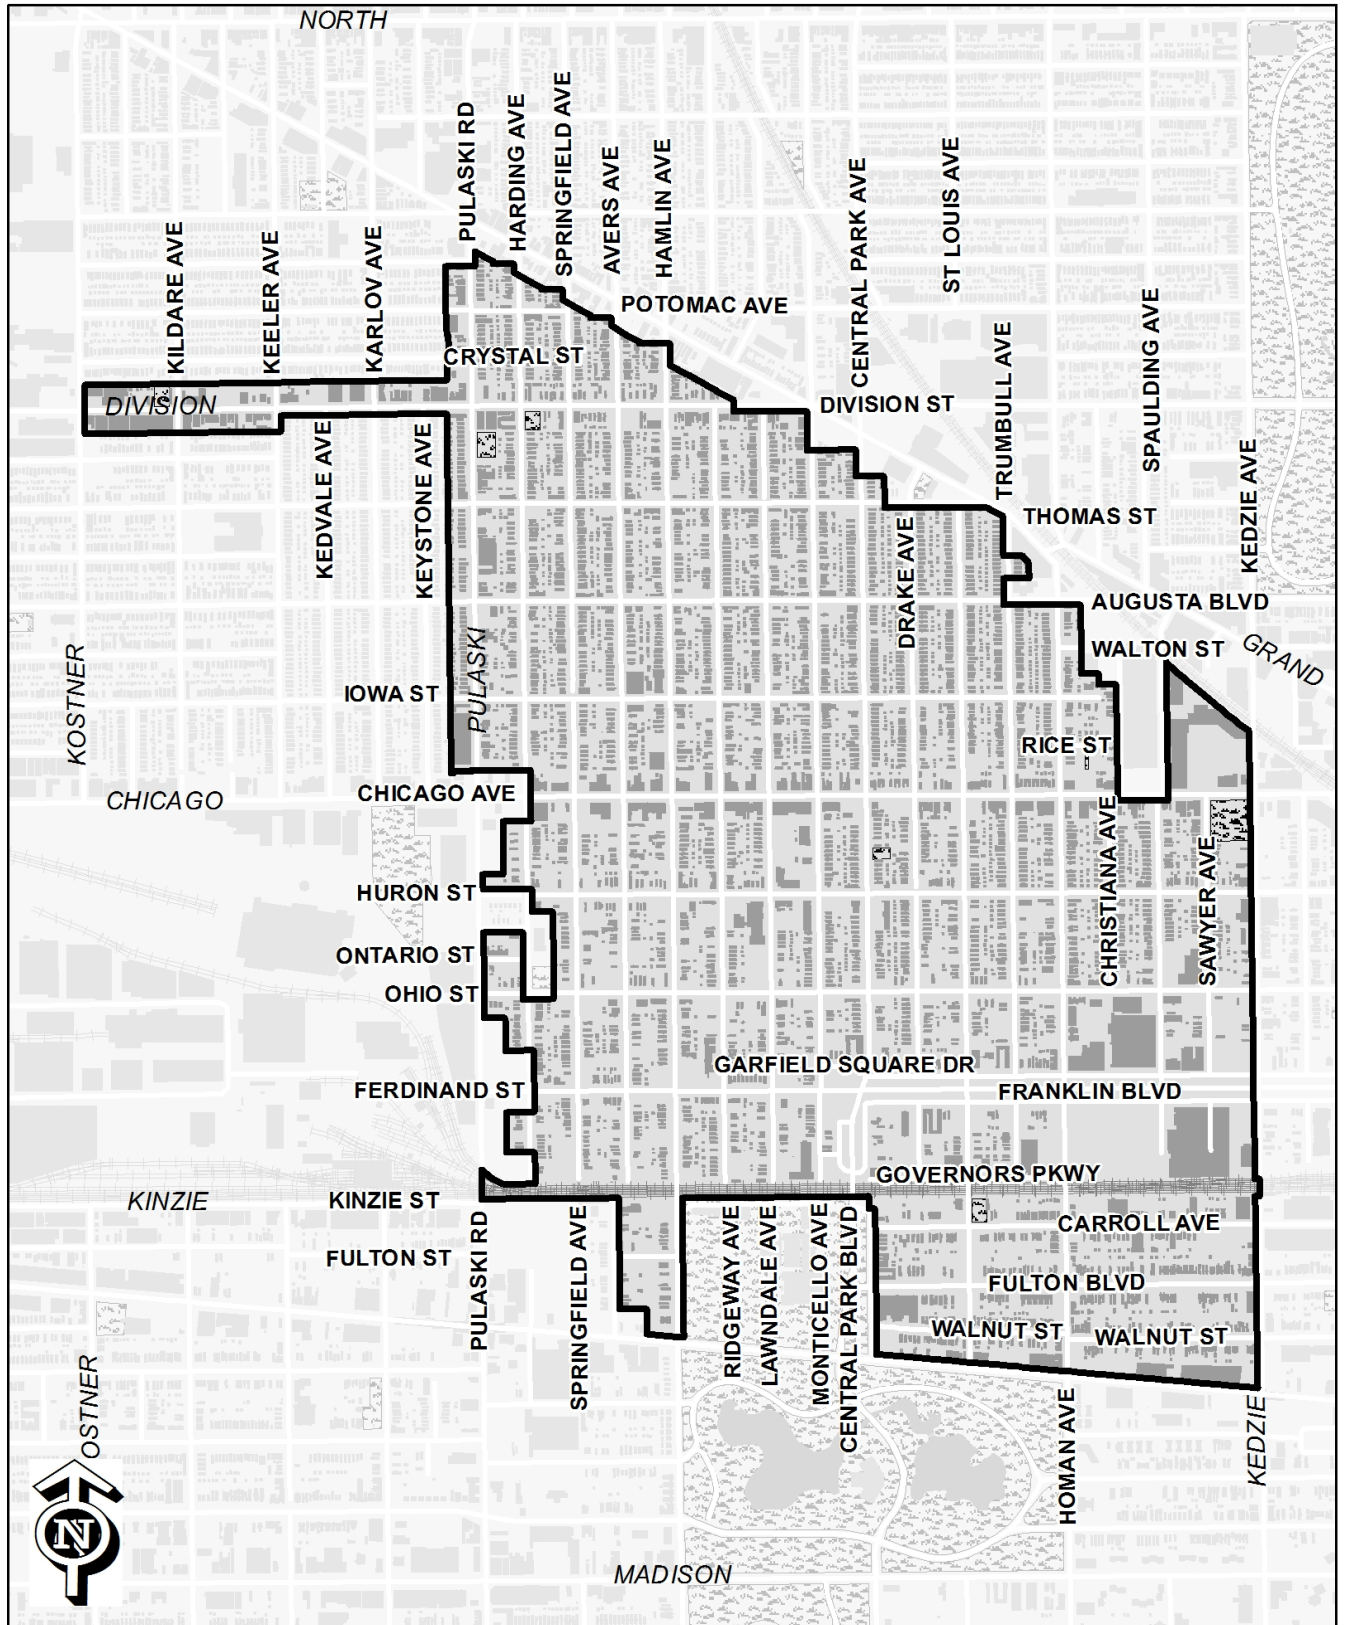 NORTH
PULASKI RD
HARDING AVE
SPRINGFIELD AVE
AVERS AVE
HAMLIN AVE
CENTRAL PARK AVE
ST LOUIS AVE
KILDARE AVE
KEELER AVE
KARLOV AVE
POTOMAC AVE
TRUMBULL AVE
SPAULDING AVE
CRYSTAL ST
DIVISION
DIVISION ST
KEDVALE AVE
KEYSTONE AVE
KEDZIE AVE
THOMAS ST
DRAKE AVE
AUGUSTA BLVD
WALTON ST
GRAND
KOSTNER
PULASKI
IOWA ST
RICE ST
CHICAGO
CHICAGO AVE
CHRISTIANA AVE
SAWYER AVE
HURON ST
ONTARIO ST
OHIO ST
GARFIELD SQUARE DR
FERDINAND ST
FRANKLIN BLVD
GOVERNORS PKWY
KINZIE
KINZIE ST
CARROLL AVE
FULTON ST
PULASKI RD
SPRINGFIELD AVE
RIDGEWAY AVE
LAWNDALE AVE
MONTICELLO AVE
CENTRAL PARK BLVD
FULTON BLVD
WALNUT ST
WALNUT ST
OSTNER
HOMAN AVE
KEDZIE
N
MADISON